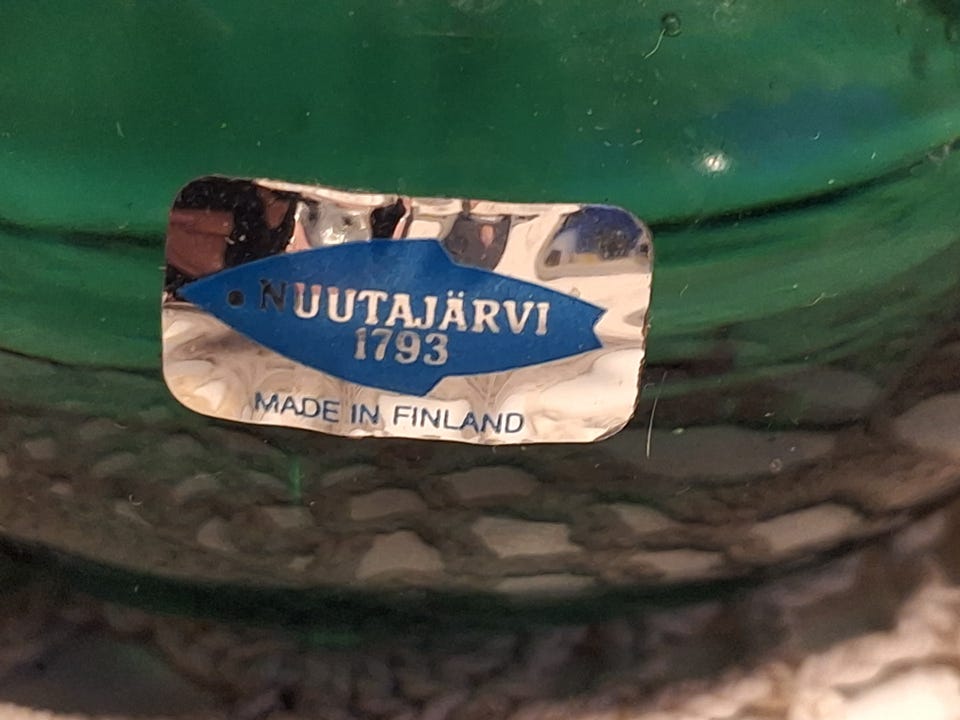 NUUTAJÄRVI
1793
MADE IN FINLAND